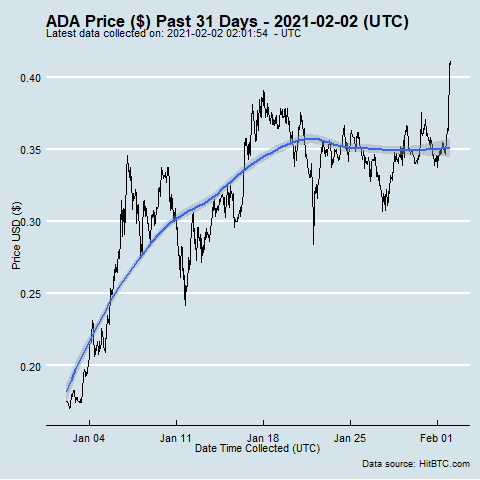 ADA Price ($) Past 31 Days - 2021-02-02 (UTC)
Latest data collected on: 2021-02-02 02:01:54 - UTC
Price USD ($)
0.40
0.35
0.30
0.25
0.20
Jan 04 Jan 11 Jan 18 Jan 25 Feb 01
Date Time Collected (UTC)
Data source: HitBTC.com